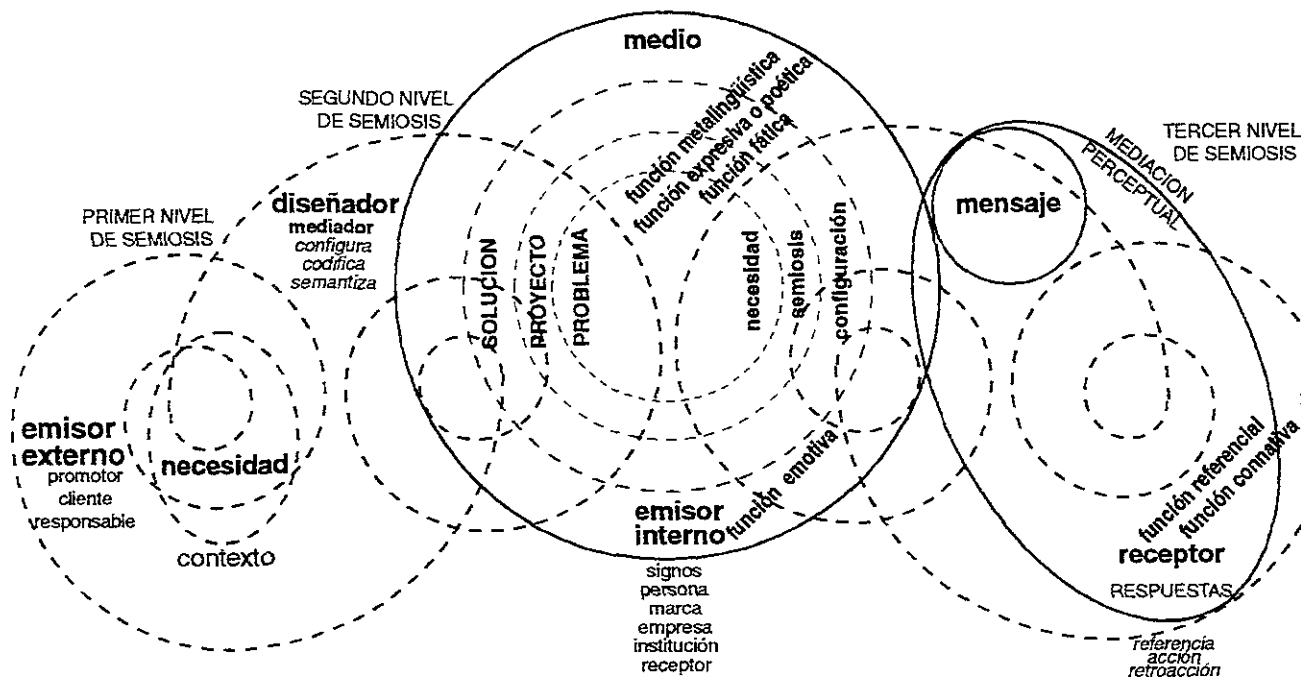 medio
función metalingüística
función expresiva o poética
función fática
SEGUNDO NIVEL
DE SEMIOSIS
TERCER NIVEL
DE SEMIOSIS
MEDIACION
PERCEPTUAL
mensaje
diseñador
mediador
configura
codifica
semantiza
PRIMER NIVEL
DE SEMIOSIS
SOLUCION
PROYECTO
PROBLEMA
necesidad
semiosis
configuración
emisor
externo
promotor
cliente
responsable
necesidad
contexto
función emotiva
emisor
interno
signos
persona
marca
empresa
institución
receptor
función referencial
función connativa
receptor
RESPUESTAS
referencia
acción
retroacción